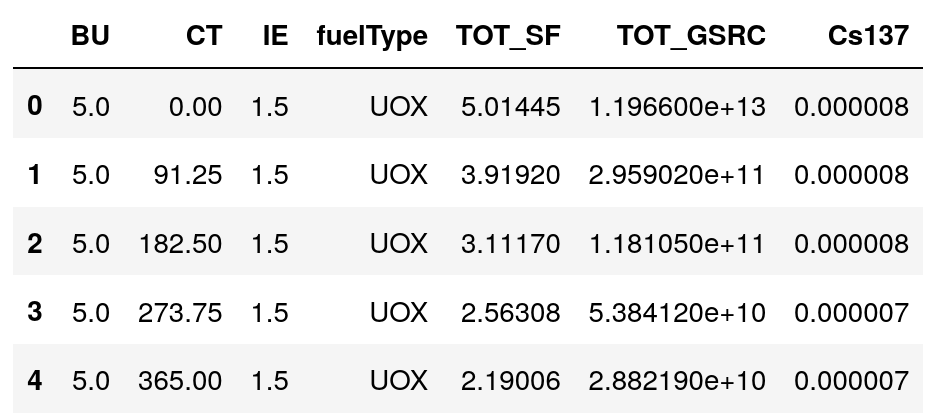 BU CT IE fuelType TOT_SF TOT_GSRC Cs137
0 5.0 0.00 1.5 UOX 5.01445 1.196600e+13 0.000008
1 5.0 91.25 1.5 UOX 3.91920 2.959020e+11 0.000008
2 5.0 182.50 1.5 UOX 3.11170 1.181050e+11 0.000008
3 5.0 273.75 1.5 UOX 2.56308 5.384120e+10 0.000007
4 5.0 365.00 1.5 UOX 2.19006 2.882190e+10 0.000007